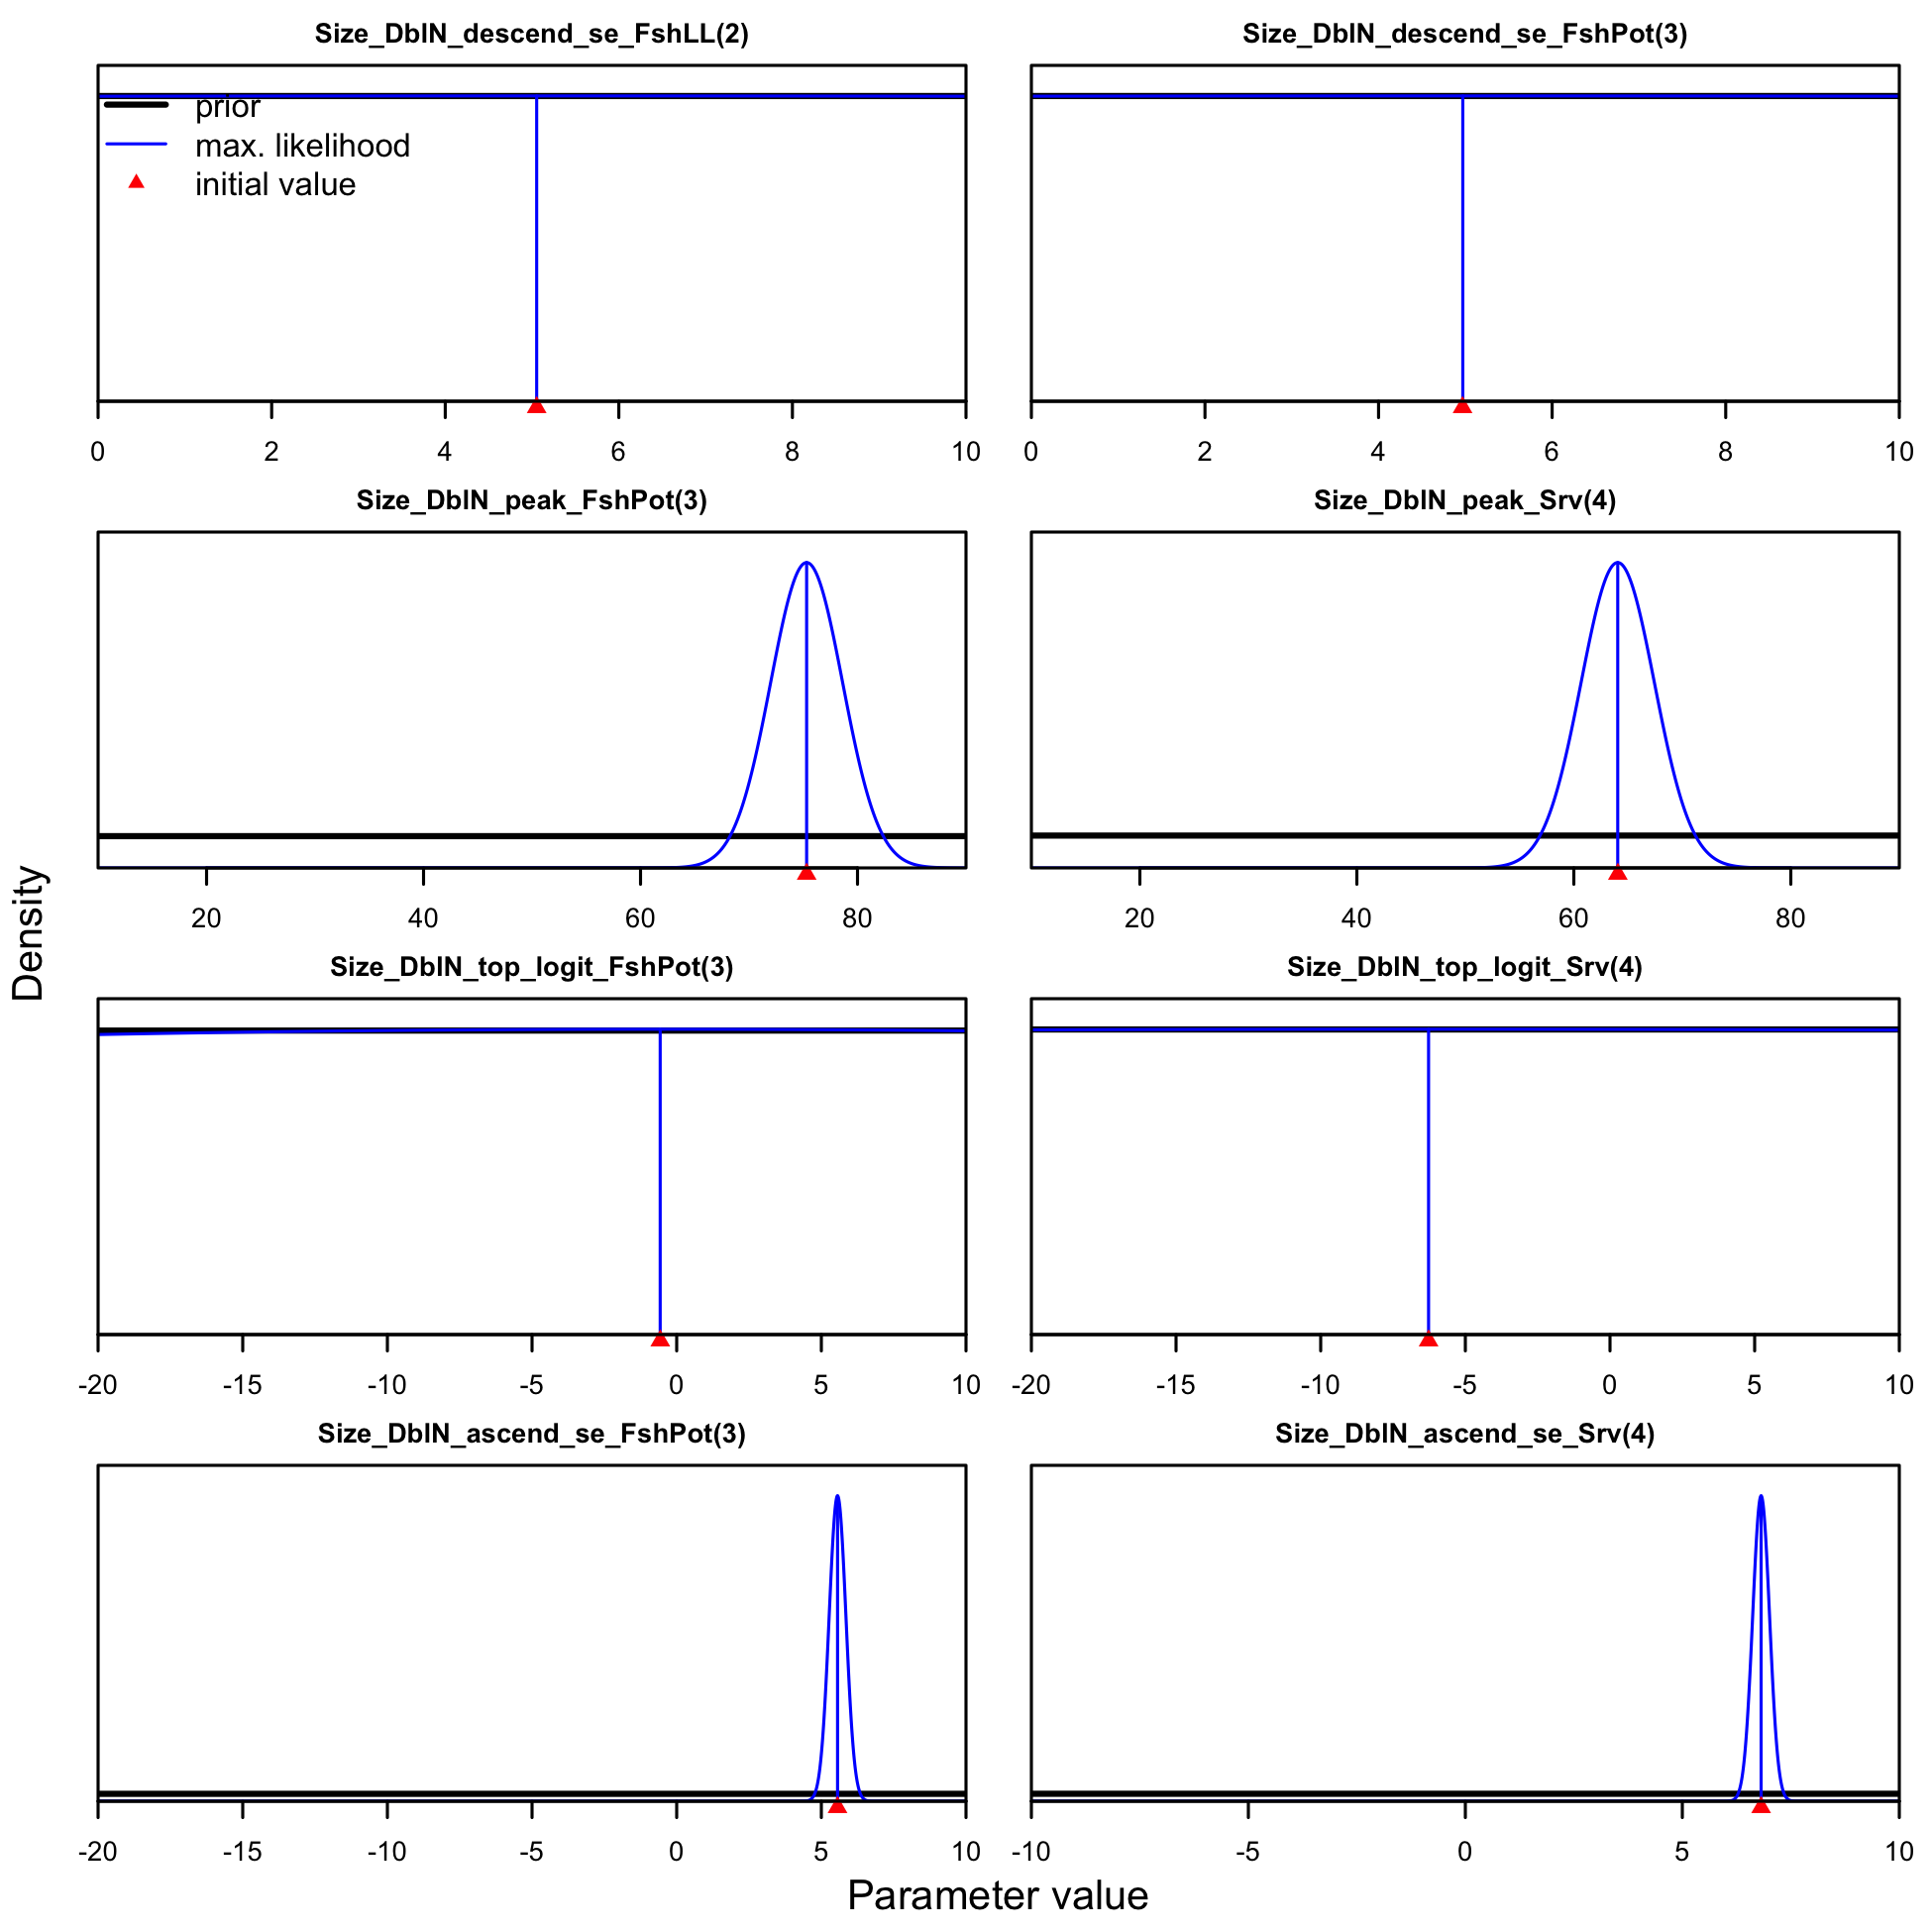 Size_DblN_descend_se_FshLL(2)
prior
max. likelihood
initial value
0 2 4 6 8 10
Size_DblN_descend_se_FshPot(3)
0 2 4 6 8 10
Size_DblN_peak_FshPot(3)
20 40 60 80
Size_DblN_peak_Srv(4)
20 40 60 80
Density
Size_DblN_top_logit_FshPot(3)
-20 -15 -10 -5 0 5 10
Size_DblN_top_logit_Srv(4)
-20 -15 -10 -5 0 5 10
Size_DblN_ascend_se_FshPot(3)
-20 -15 -10 -5 0 5 10
Size_DblN_ascend_se_Srv(4)
-10 -5 0 5 10
Parameter value